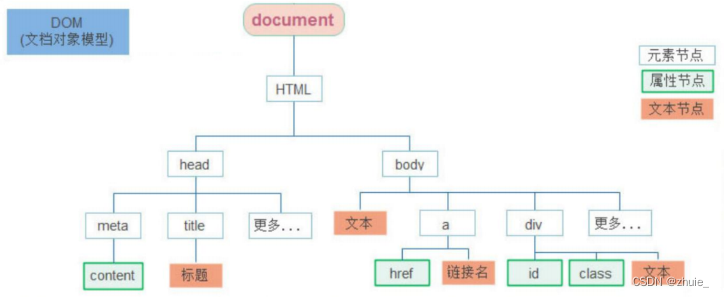 DOM
(文档对象模型)
document
元素节点
属性节点
文本节点
HTML
head
body
meta
title
更多...
文本
a
div
更多...
content
标题
href
链接名
id
class
文本
CSDN @zhuie_